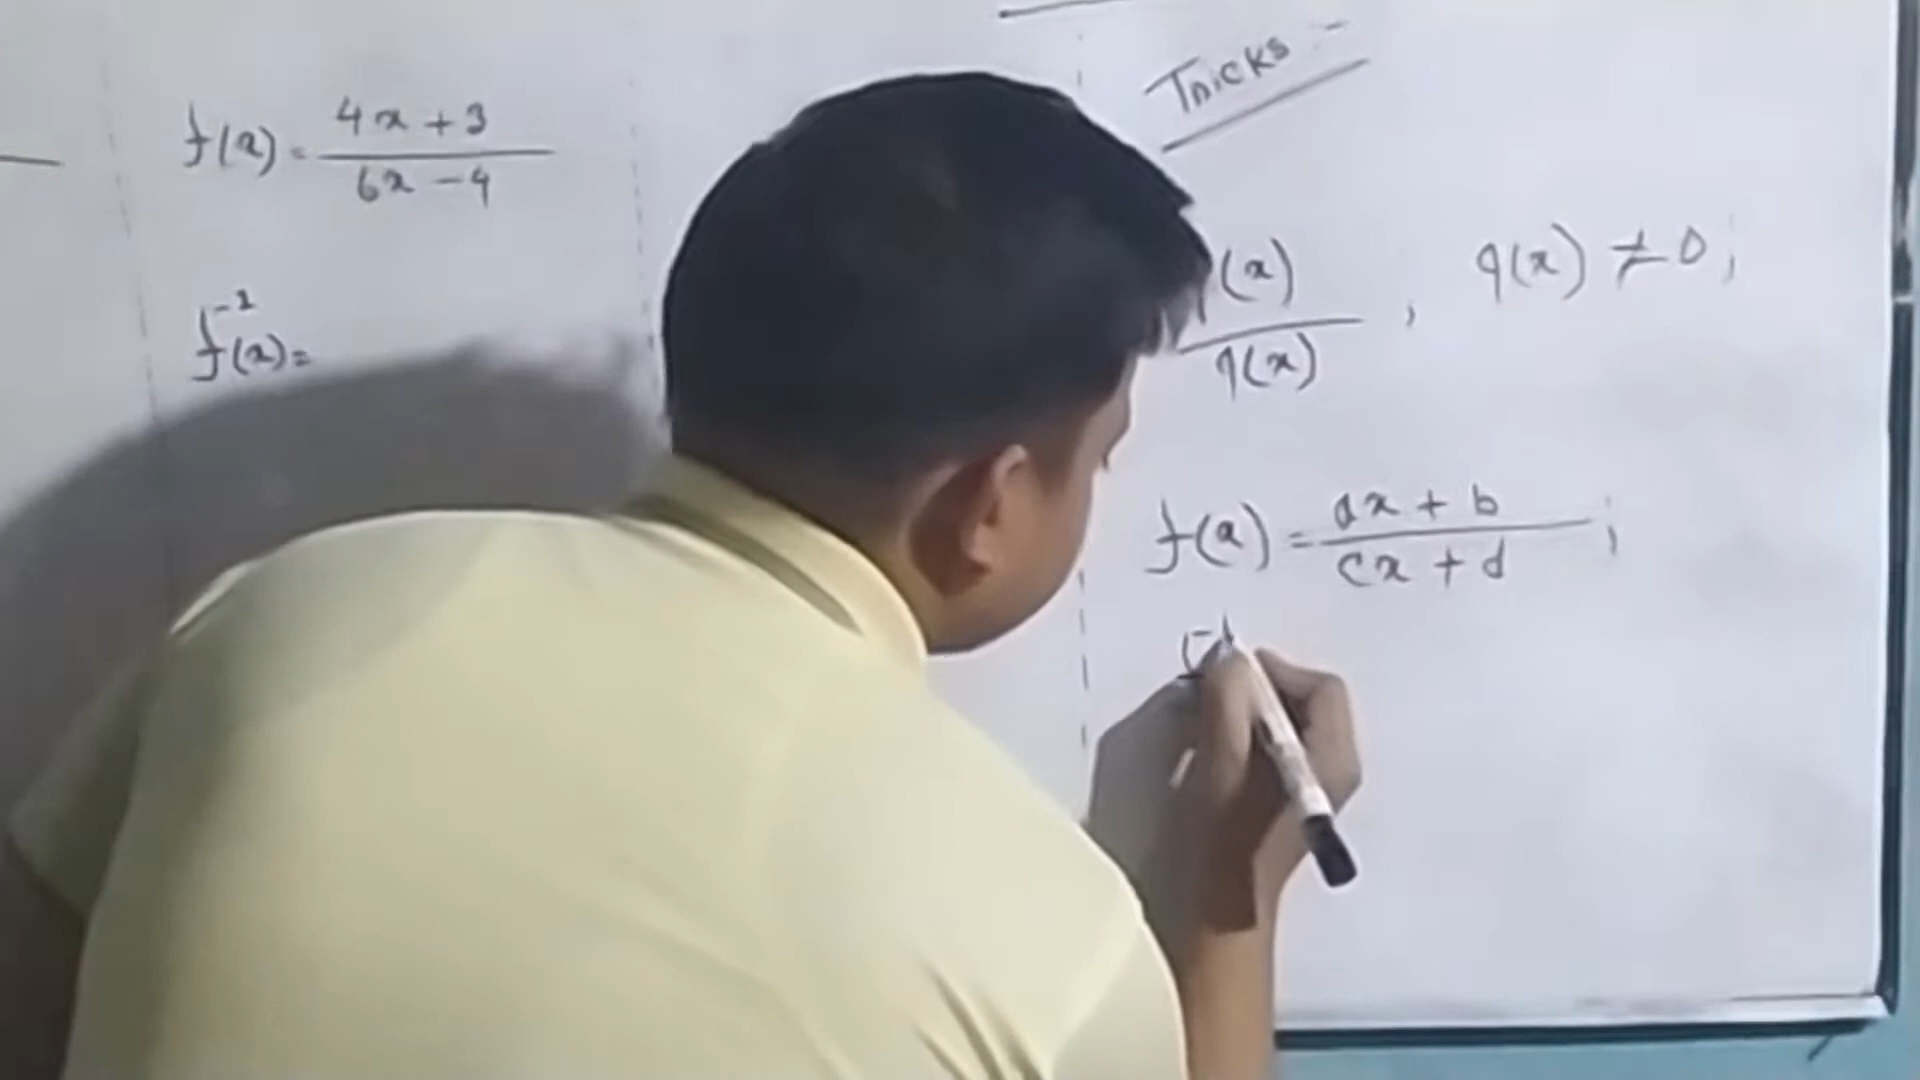 f(x) = 4x + 3 / 6x - 4
f⁻¹(x) =
Tricks :-
(x) / q(x) , q(x) ≠ 0 ;
f(x) = ax + b / cx + d ;